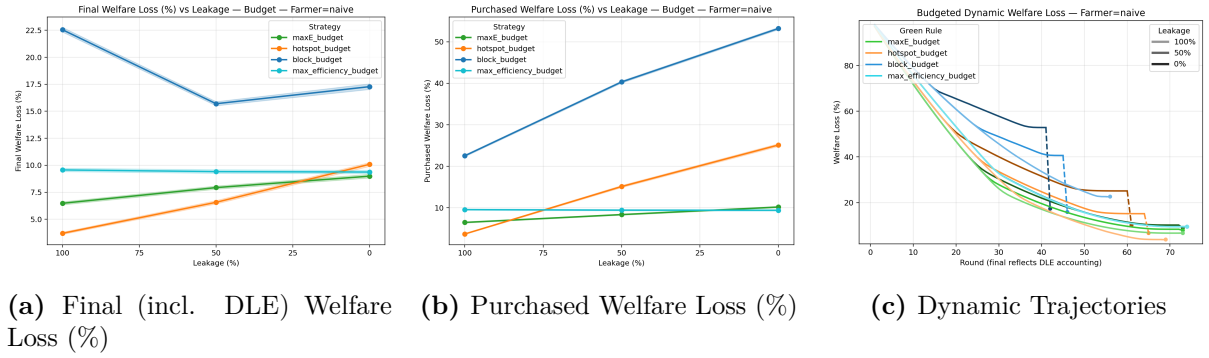 Final Welfare Loss (%) vs Leakage — Budget — Farmer=naive
Final Welfare Loss (%)
22.5
20.0
17.5
15.0
12.5
10.0
7.5
5.0
Strategy
maxE_budget
hotspot_budget
block_budget
max_efficiency_budget
100
75
50
25
0
Leakage (%)
Purchased Welfare Loss (%) vs Leakage — Budget — Farmer=naive
Purchased Welfare Loss (%)
50
40
30
20
10
Strategy
maxE_budget
hotspot_budget
block_budget
max_efficiency_budget
100
75
50
25
0
Leakage (%)
Budgeted Dynamic Welfare Loss — Farmer=naive
Welfare Loss (%)
80
60
40
20
Green Rule
maxE_budget
hotspot_budget
block_budget
max_efficiency_budget
Leakage
100%
50%
0%
0
10
20
30
40
50
60
70
Round (final reflects DLE accounting)
(a) Final (incl. DLE) Welfare
Loss (%)
(b) Purchased Welfare Loss (%)
(c) Dynamic Trajectories